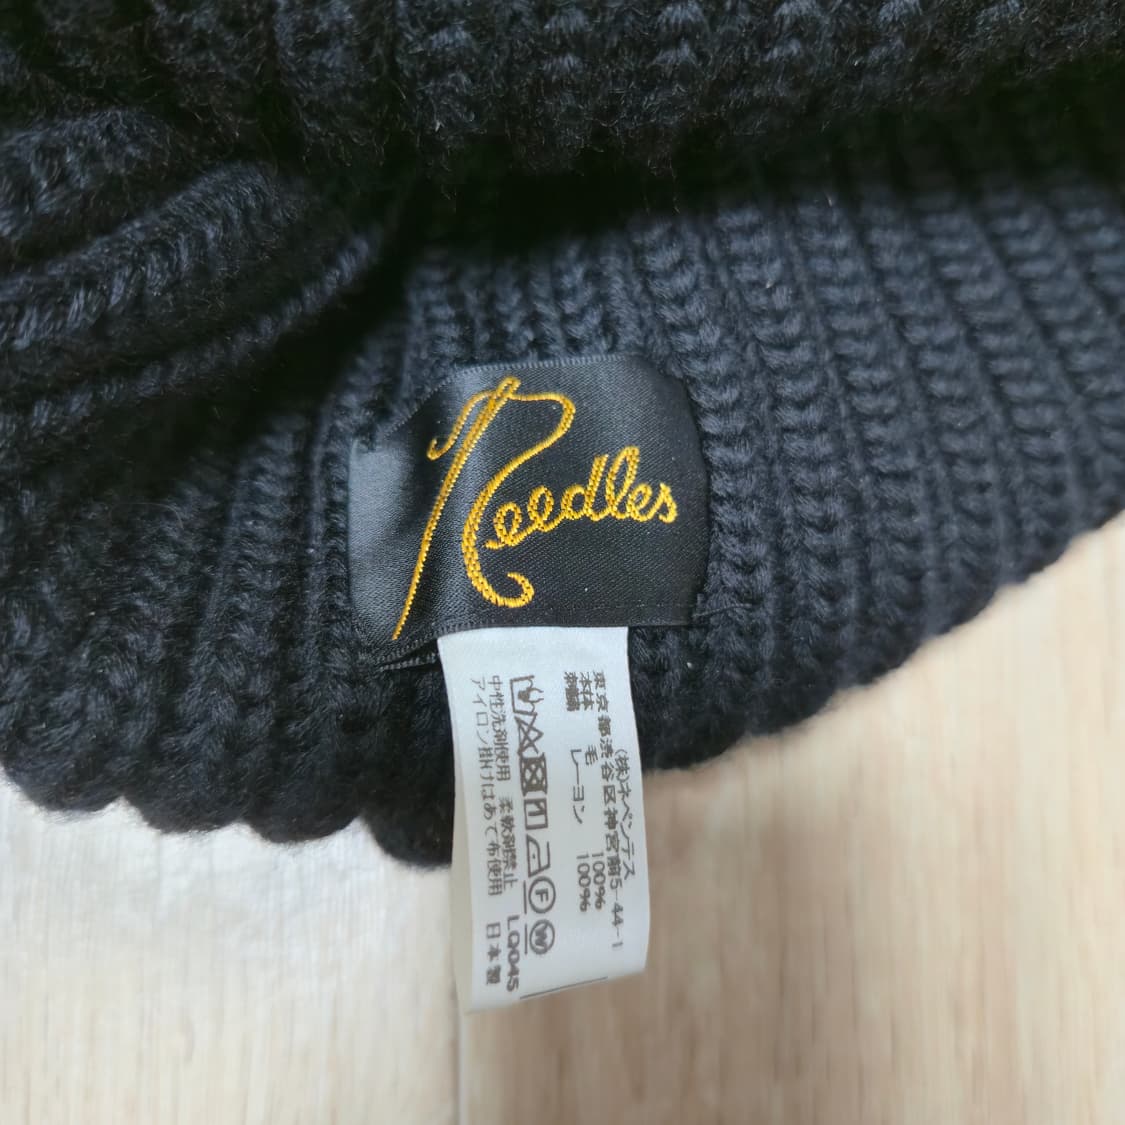 Needles
(株)ネペンテス
東京都渋谷区神宮前5-44-1
本体 毛 100%
刺繍 レーヨン 100%
F W
中性洗剤使用 柔軟剤禁止 LQ045
アイロン掛けはあて布使用 日本製